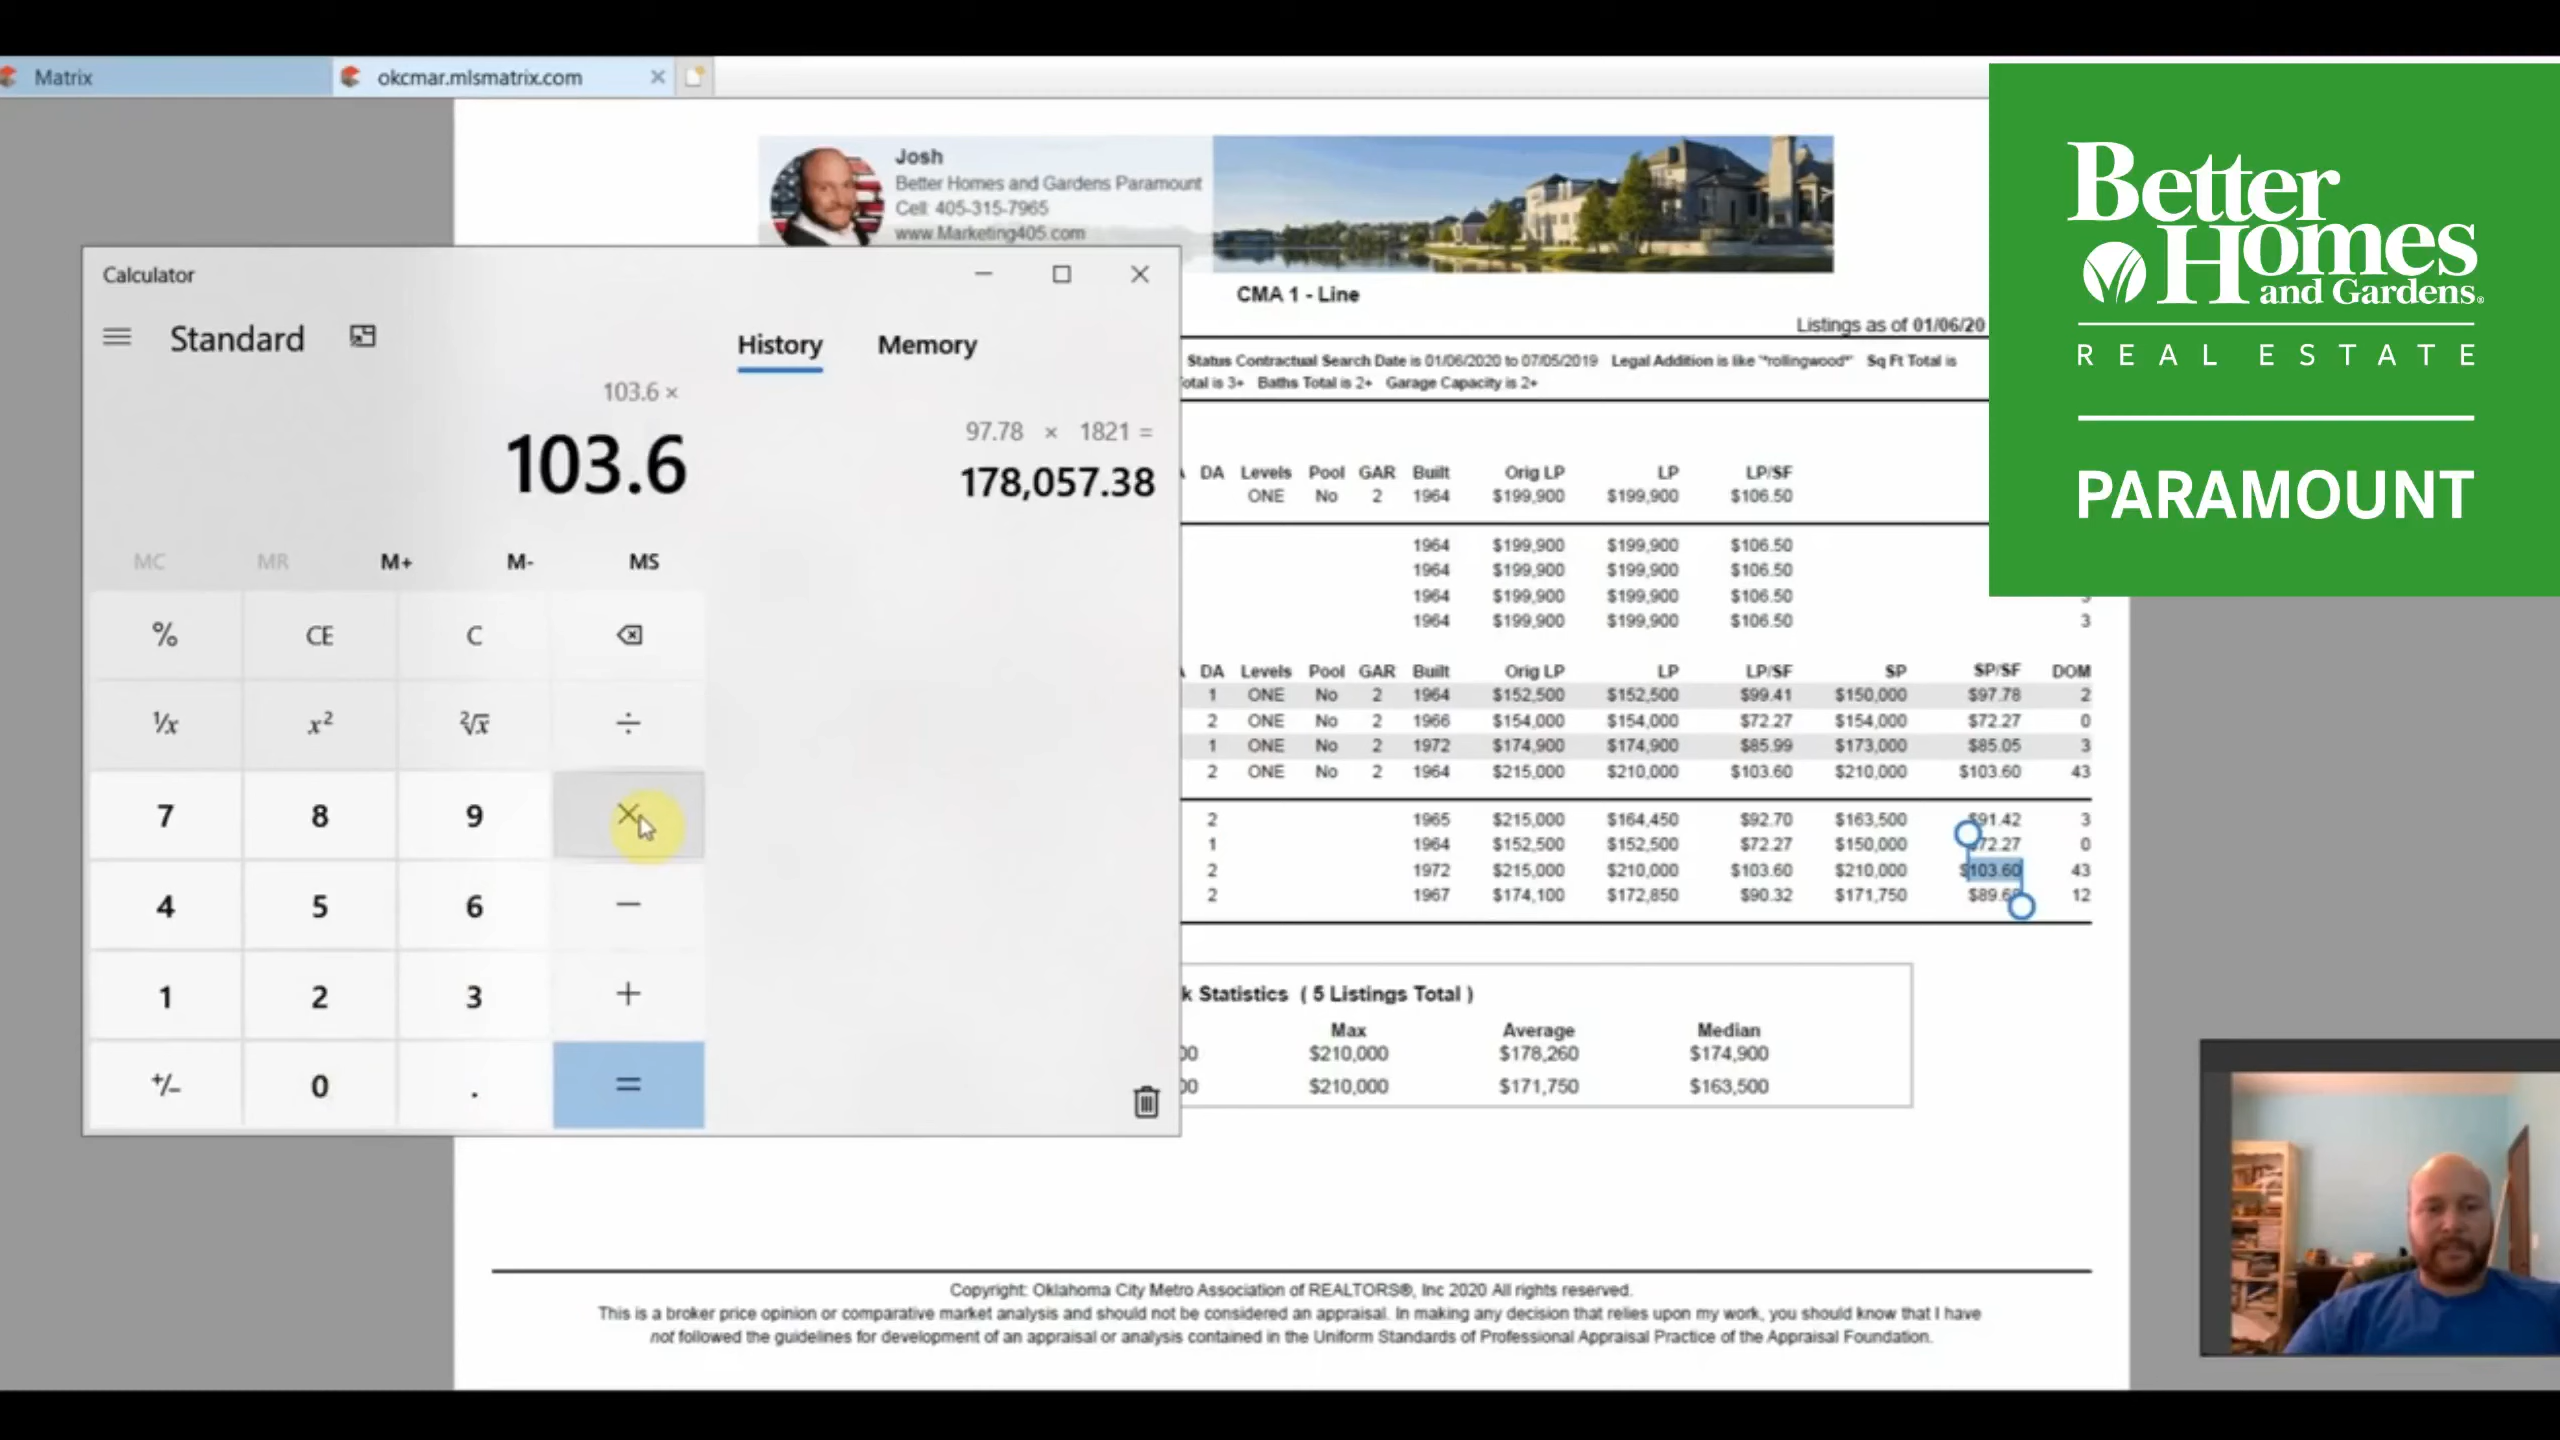 Matrix
okcmar.mlsmatrix.com
Josh
Better Homes and Gardens Paramount
Cell: 405-315-7965
www.Marketing405.com
Better
Homes
and Gardens®
REAL ESTATE
PARAMOUNT
CMA 1 - Line
Listings as of 01/06/20
Status Contractual Search Date is 01/06/2020 to 07/05/2019 Legal Addition is like "*rollingwood*" Sq Ft Total is
otal is 3+ Baths Total is 2+ Garage Capacity is 2+
DA Levels Pool GAR Built Orig LP LP LP/SF
ONE No 2 1964 $199,900 $199,900 $106.50
1964 $199,900 $199,900 $106.50
1964 $199,900 $199,900 $106.50
1964 $199,900 $199,900 $106.50
1964 $199,900 $199,900 $106.50 3
DA Levels Pool GAR Built Orig LP LP LP/SF SP SP/SF DOM
1 ONE No 2 1964 $152,500 $152,500 $99.41 $150,000 $97.78 2
2 ONE No 2 1966 $154,000 $154,000 $72.27 $154,000 $72.27 0
1 ONE No 2 1972 $174,900 $174,900 $85.99 $173,000 $85.05 3
2 ONE No 2 1964 $215,000 $210,000 $103.60 $210,000 $103.60 43
2 1965 $215,000 $164,450 $92.70 $163,500 $91.42 3
1 1964 $152,500 $152,500 $72.27 $150,000 $72.27 0
2 1972 $215,000 $210,000 $103.60 $210,000 $103.60 43
2 1967 $174,100 $172,850 $90.32 $171,750 $89.6 12
k Statistics ( 5 Listings Total )
Max Average Median
00 $210,000 $178,260 $174,900
00 $210,000 $171,750 $163,500
Copyright: Oklahoma City Metro Association of REALTORS®, Inc 2020 All rights reserved.
This is a broker price opinion or comparative market analysis and should not be considered an appraisal. In making any decision that relies upon my work, you should know that I have
not followed the guidelines for development of an appraisal or analysis contained in the Uniform Standards of Professional Appraisal Practice of the Appraisal Foundation.
Calculator
Standard
History Memory
103.6 ×
103.6
97.78 × 1821 =
178,057.38
MC MR M+ M- MS
% CE C
¹/x x² ²√x ÷
7 8 9 ×
4 5 6 −
1 2 3 +
+/− 0 . =